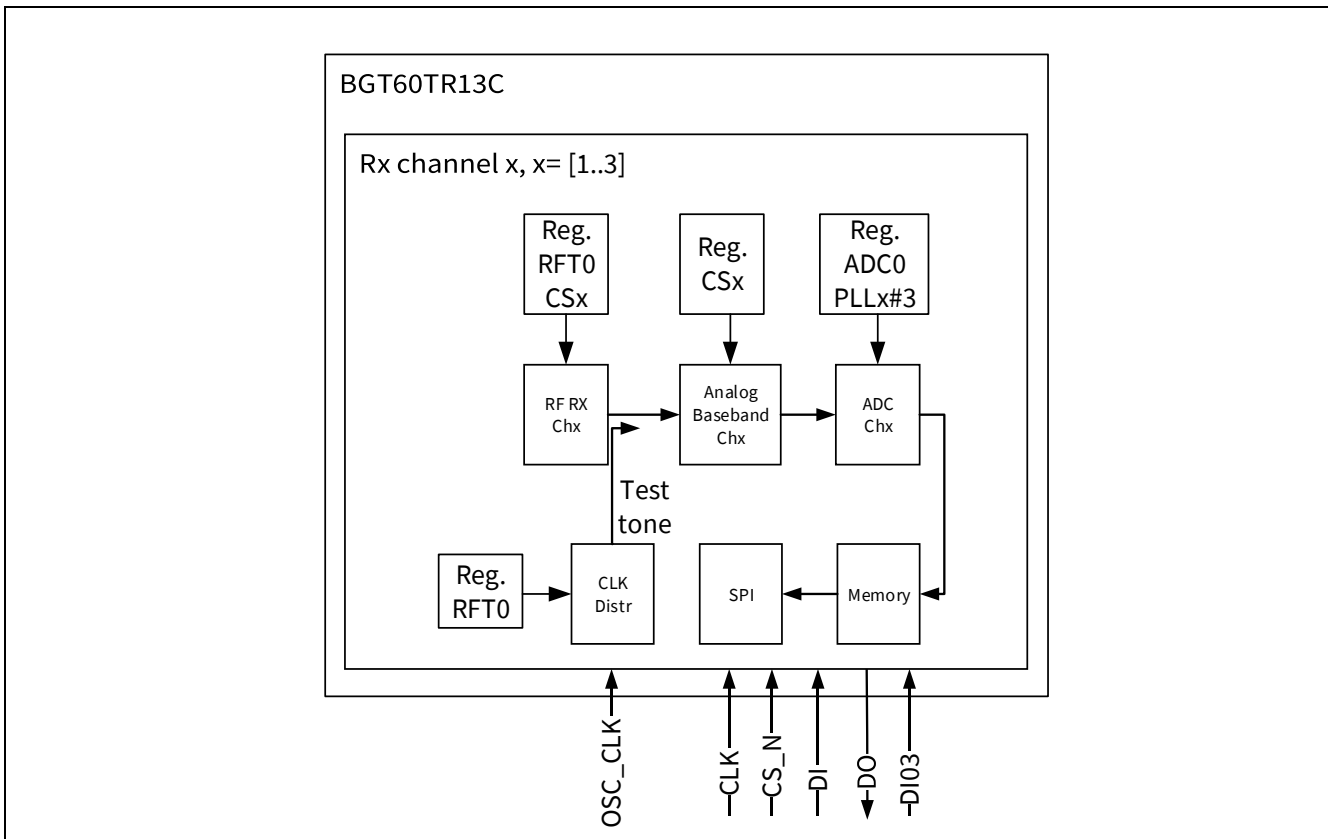 BGT60TR13C
Rx channel x, x= [1..3]
Reg.
RFT0
CSx
Reg.
CSx
Reg.
ADC0
PLLx#3
RF RX
Chx
Analog
Baseband
Chx
ADC
Chx
Test
tone
Reg.
RFT0
CLK
Distr
SPI
Memory
OSC_CLK
CLK
CS_N
DI
DO
DI03